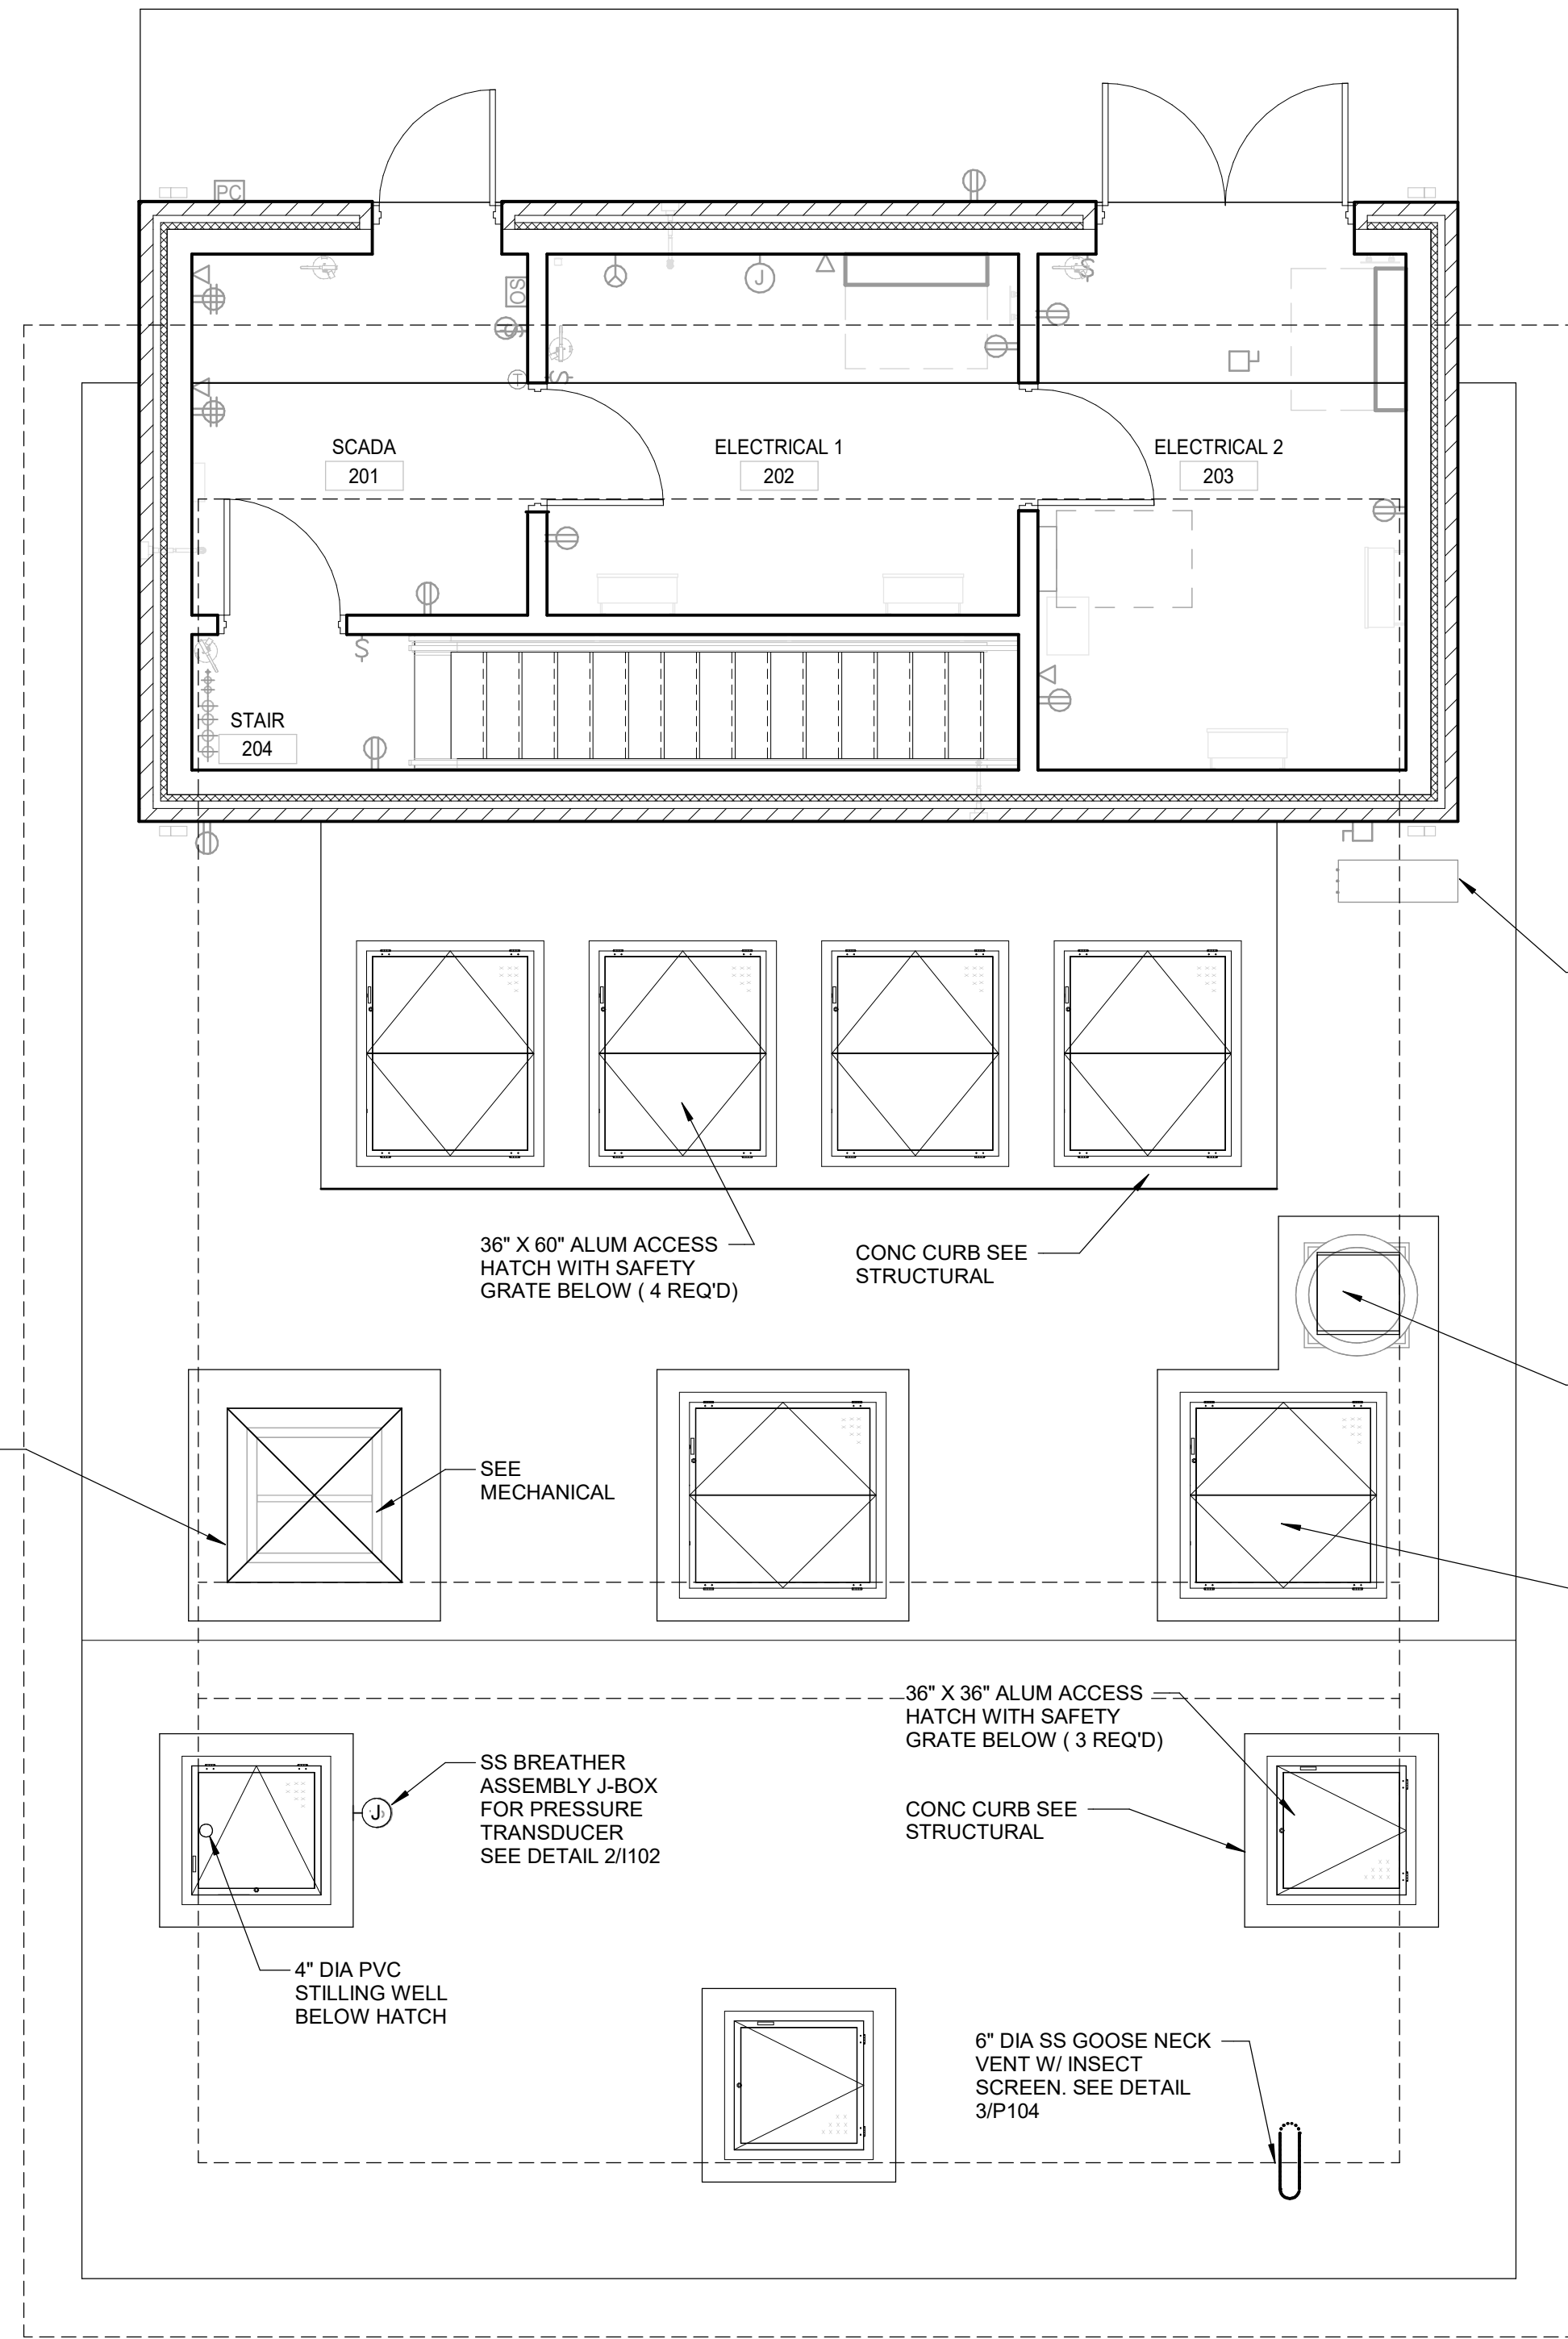 PC
OS
J
$
$
$
T
SCADA
201
ELECTRICAL 1
202
ELECTRICAL 2
203
$
$
STAIR
204
36" X 60" ALUM ACCESS
HATCH WITH SAFETY
GRATE BELOW ( 4 REQ'D)
CONC CURB SEE
STRUCTURAL
SEE
MECHANICAL
36" X 36" ALUM ACCESS
HATCH WITH SAFETY
GRATE BELOW ( 3 REQ'D)
SS BREATHER
ASSEMBLY J-BOX
FOR PRESSURE
TRANSDUCER
SEE DETAIL 2/I102
J
CONC CURB SEE
STRUCTURAL
4" DIA PVC
STILLING WELL
BELOW HATCH
6" DIA SS GOOSE NECK
VENT W/ INSECT
SCREEN. SEE DETAIL
3/P104